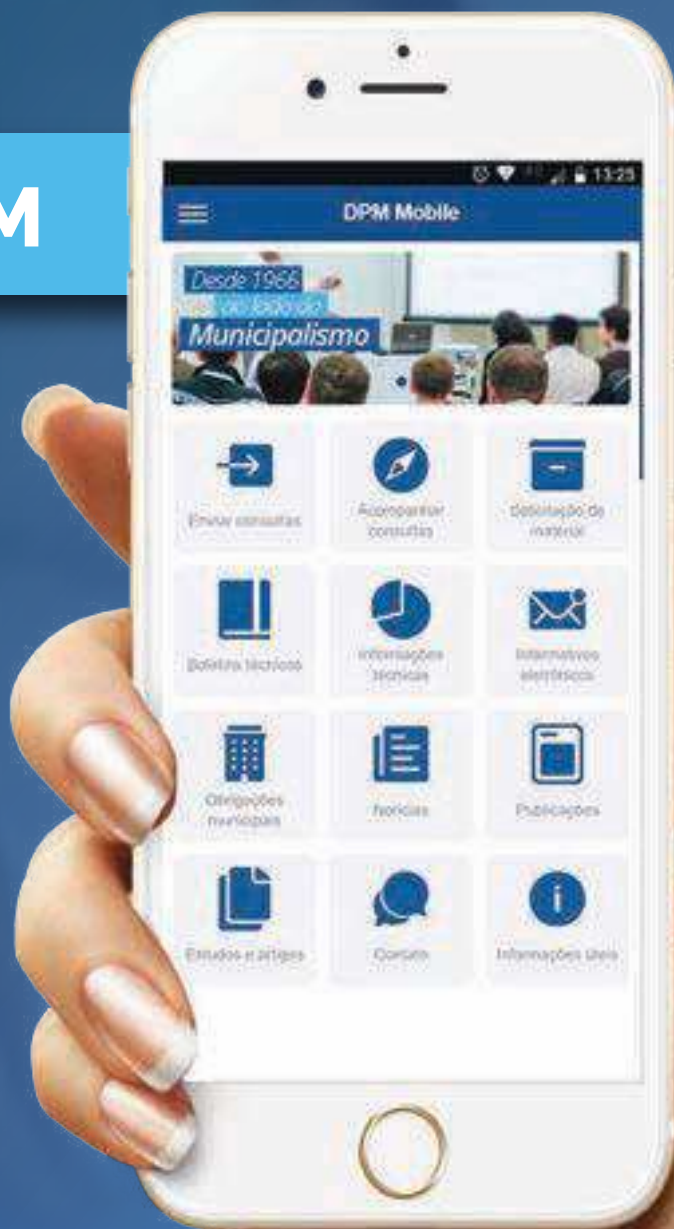 M
13:25
DPM Mobile
Desde 1966
ao lado do
Municipalismo
Enviar consultas
Acompanhar
consultas
Solicitação de
material
Boletins técnicos
Informações
técnicas
Informativos
eletrônicos
Obrigações
municipais
Notícias
Publicações
Estudos e artigos
Contato
Informações úteis